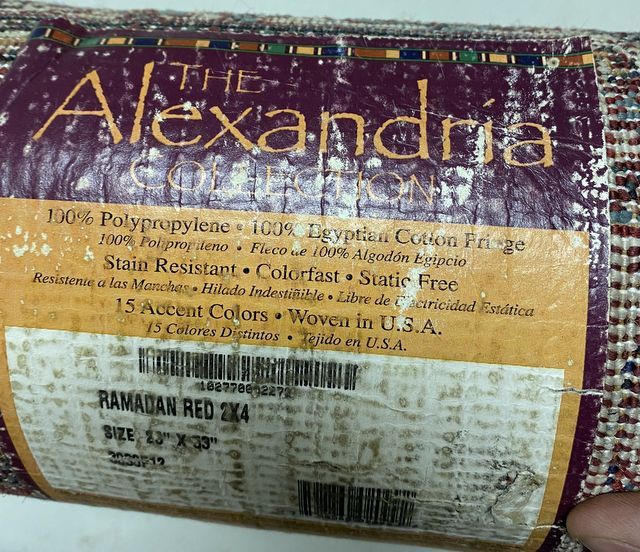 THE
Alexandria
COLLECTION
100% Polypropylene • 100% Egyptian Cotton Fringe
100% Polipropileno • Fleco de 100% Algodón Egipcio
Stain Resistant • Colorfast • Static Free
Resistente a las Manchas • Hilado Indestiñible • Libre de Electricidad Estática
15 Accent Colors • Woven in U.S.A.
15 Colores Distintos • Tejido en U.S.A.
RAMADAN RED 2X4
SIZE 23" X 33"